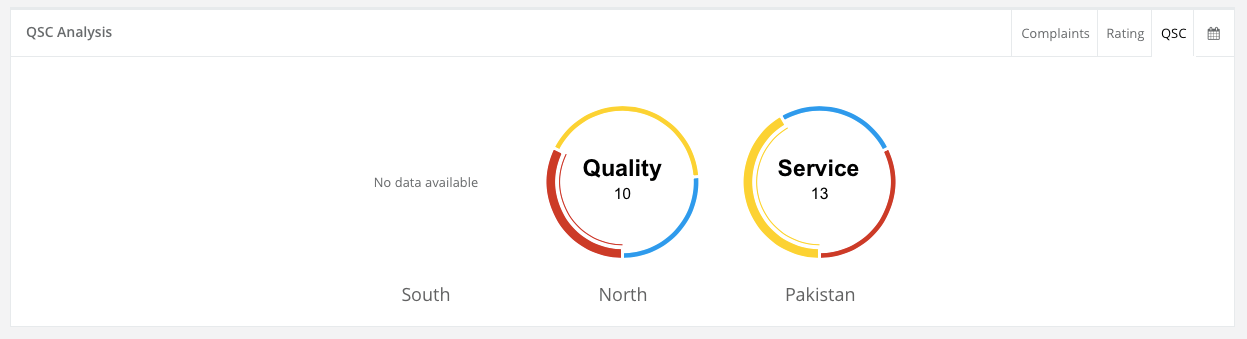 QSC Analysis
Complaints
Rating
QSC
No data available
Quality
10
Service
13
South
North
Pakistan